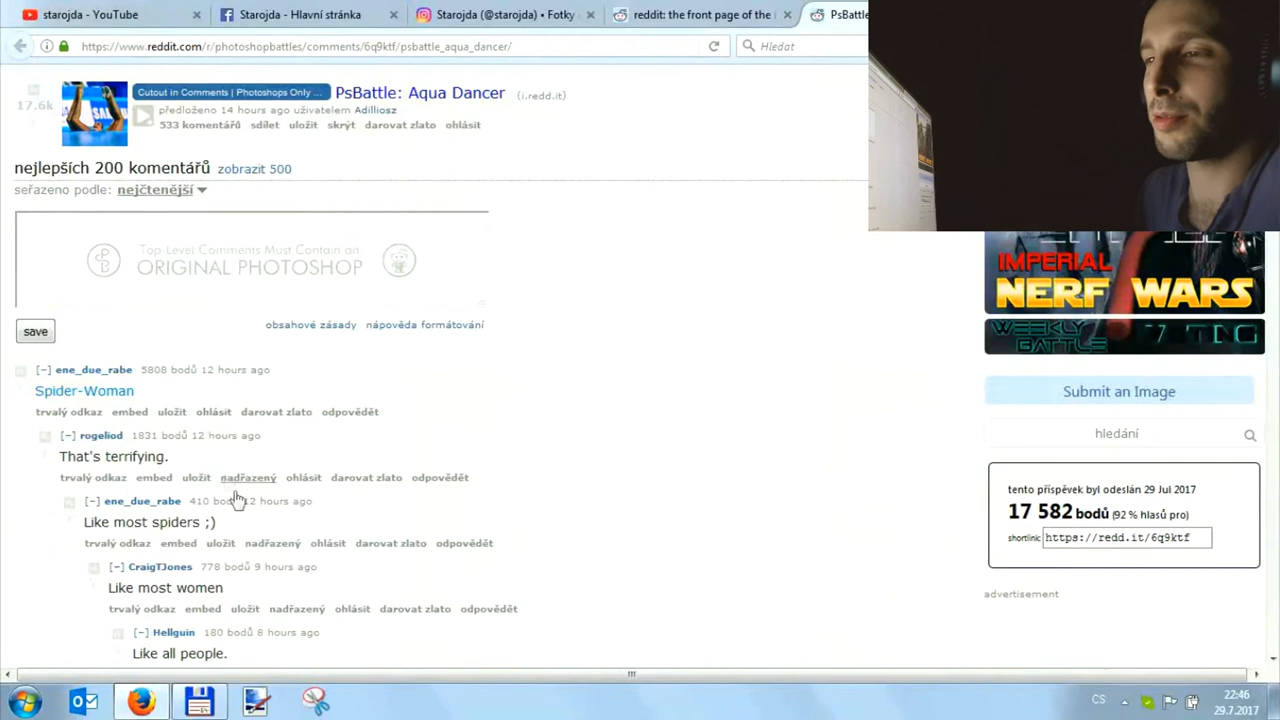 starojda - YouTube
Starojda - Hlavní stránka
Starojda (@starojda) • Fotky
reddit: the front page of the
PsBattle
https://www.reddit.com/r/photoshopbattles/comments/6q9ktf/psbattle_aqua_dancer/
Hledat
17.6k
Cutout in Comments | Photoshops Only ...
PsBattle: Aqua Dancer (i.redd.it)
předloženo 14 hours ago uživatelem Adilliosz
533 komentářů sdílet uložit skrýt darovat zlato ohlásit
nejlepších 200 komentářů zobrazit 500
seřazeno podle: nejčtenější
Top-Level Comments Must Contain an
ORIGINAL PHOTOSHOP
obsahové zásady nápověda formátování
save
[–] ene_due_rabe 5808 bodů 12 hours ago
Spider-Woman
trvalý odkaz embed uložit ohlásit darovat zlato odpovědět
[–] rogeliod 1831 bodů 12 hours ago
That's terrifying.
trvalý odkaz embed uložit nadřazený ohlásit darovat zlato odpovědět
[–] ene_due_rabe 410 12 hours ago
Like most spiders ;)
trvalý odkaz embed uložit nadřazený ohlásit darovat zlato odpovědět
[–] CraigTJones 778 bodů 9 hours ago
Like most women
trvalý odkaz embed uložit nadřazený ohlásit darovat zlato odpovědět
[–] Hellguin 180 bodů 8 hours ago
Like all people.
IMPERIAL
NERF WARS
WEEKLY
BATTLE
Submit an Image
hledání
tento příspěvek byl odeslán 29 Jul 2017
17 582 bodů (92 % hlasů pro)
shortlink: https://redd.it/6q9ktf
advertisement
CS
22:46
29.7.2017